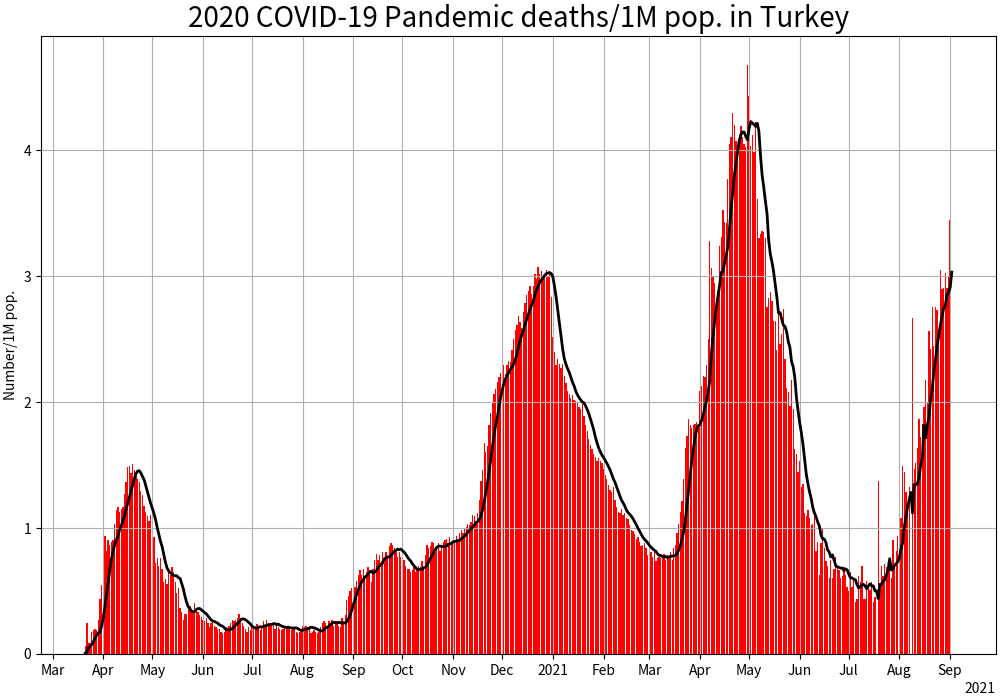 2020 COVID-19 Pandemic deaths/1M pop. in Turkey
Number/1M pop.
4
3
2
1
0
Mar Apr May Jun Jul Aug Sep Oct Nov Dec 2021 Feb Mar Apr May Jun Jul Aug Sep
2021